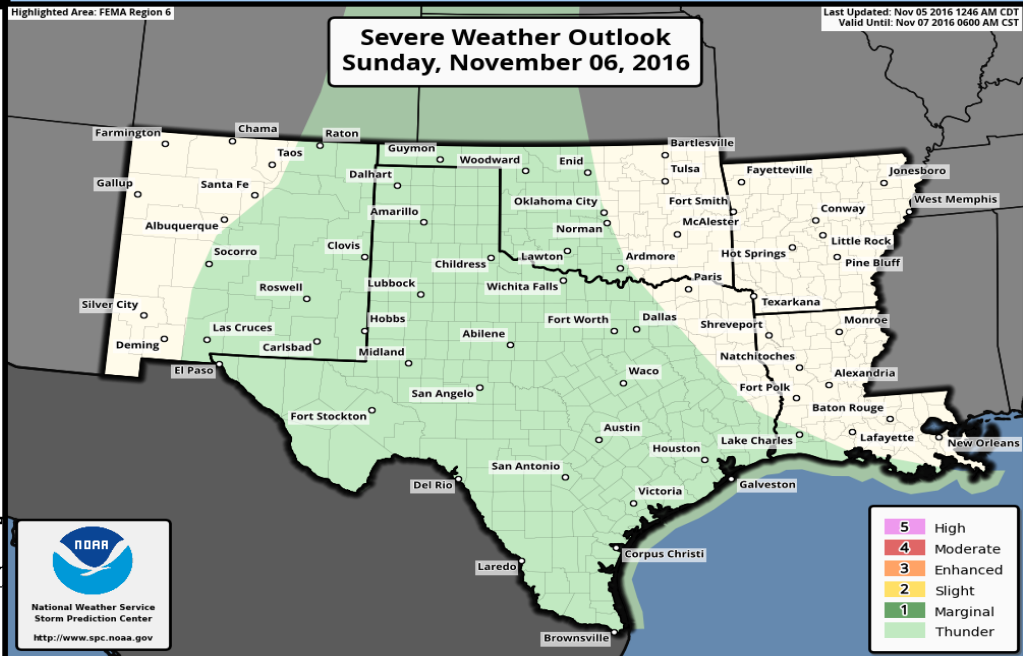 Highlighted Area: FEMA Region 6
Last Updated: Nov 05 2016 1246 AM CDT
Valid Until: Nov 07 2016 0600 AM CST
Severe Weather Outlook
Sunday, November 06, 2016
Farmington
Chama
Raton
Taos
Guymon
Woodward
Enid
Bartlesville
Tulsa
Fayetteville
Jonesboro
Gallup
Santa Fe
Dalhart
Fort Smith
West Memphis
Albuquerque
Amarillo
Oklahoma City
Norman
McAlester
Conway
Little Rock
Socorro
Clovis
Childress
Lawton
Ardmore
Hot Springs
Pine Bluff
Roswell
Lubbock
Wichita Falls
Paris
Texarkana
Silver City
Las Cruces
Hobbs
Fort Worth
Dallas
Shreveport
Monroe
Deming
Carlsbad
Midland
Abilene
Natchitoches
El Paso
San Angelo
Waco
Fort Polk
Alexandria
Fort Stockton
Austin
Houston
Lake Charles
Baton Rouge
Lafayette
New Orleans
Del Rio
San Antonio
Victoria
Galveston
Laredo
Corpus Christi
Brownsville
NOAA
National Weather Service
Storm Prediction Center
http://www.spc.noaa.gov
5 High
4 Moderate
3 Enhanced
2 Slight
1 Marginal
Thunder